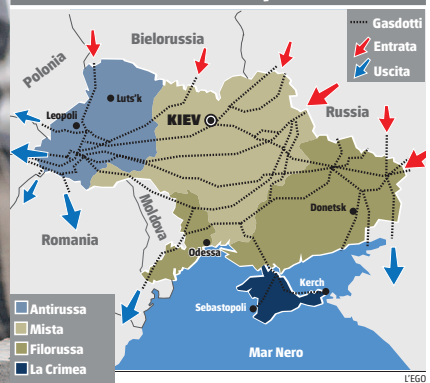 Gasdotti
Entrata
Uscita
Bielorussia
Polonia
Luts'k
Leopoli
KIEV
Russia
Donetsk
Moldova
Romania
Odessa
Kerch
Sebastopoli
Mar Nero
Antirussa
Mista
Filorussa
La Crimea
L'EGO